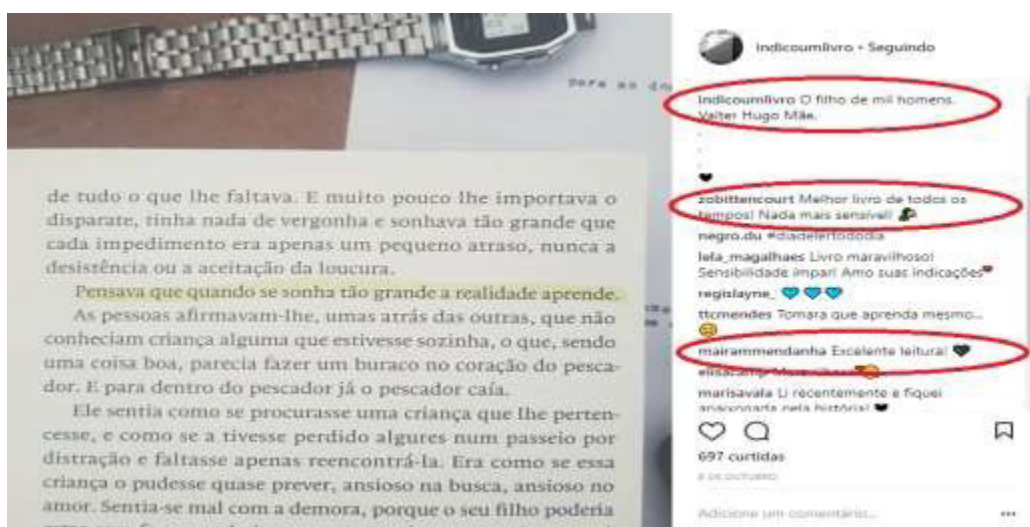 para ao
de tudo o que lhe faltava. E muito pouco lhe importava o
disparate, tinha nada de vergonha e sonhava tão grande que
cada impedimento era apenas um pequeno atraso, nunca a
desistência ou a aceitação da loucura.
Pensava que quando se sonha tão grande a realidade aprende.
As pessoas afirmavam-lhe, umas atrás das outras, que não
conheciam criança alguma que estivesse sozinha, o que, sendo
uma coisa boa, parecia fazer um buraco no coração do pesca-
dor. E para dentro do pescador já o pescador caía.
Ele sentia como se procurasse uma criança que lhe perten-
cesse, e como se a tivesse perdido algures num passeio por
distração e faltasse apenas reencontrá-la. Era como se essa
criança o pudesse quase prever, ansioso na busca, ansioso no
amor. Sentia-se mal com a demora, porque o seu filho poderia
indicoumlivro • Seguindo
indicoumlivro O filho de mil homens.
Valter Hugo Mãe.
.
.
.
🖤
zobittencourt Melhor livro de todos os
tempos! Nada mais sensível!
negro.du #diadelertododia
lela_magalhaes Livro maravilhoso!
Sensibilidade ímpar! Amo suas indicações
regislayne_ 💙💙💙
ttcmendes Tomara que aprenda mesmo...
mairammendanha Excelente leitura! 🖤
elisacamp
marisavala Li recentemente e fiquei
apaixonada pela história! 🖤
697 curtidas
8 DE OUTUBRO
Adicione um comentário...